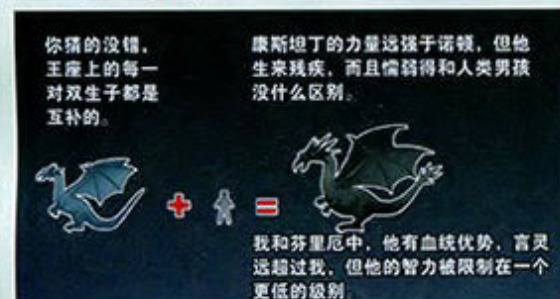 你猜的没错，
王座上的每一
对双生子都是
互补的。
康斯坦丁的力量远强于诺顿，但他
生来残疾，而且懦弱得和人类男孩
没什么区别。
我和芬里厄中，他有血统优势，言灵
远超过我，但他的智力被限制在一个
更低的级别